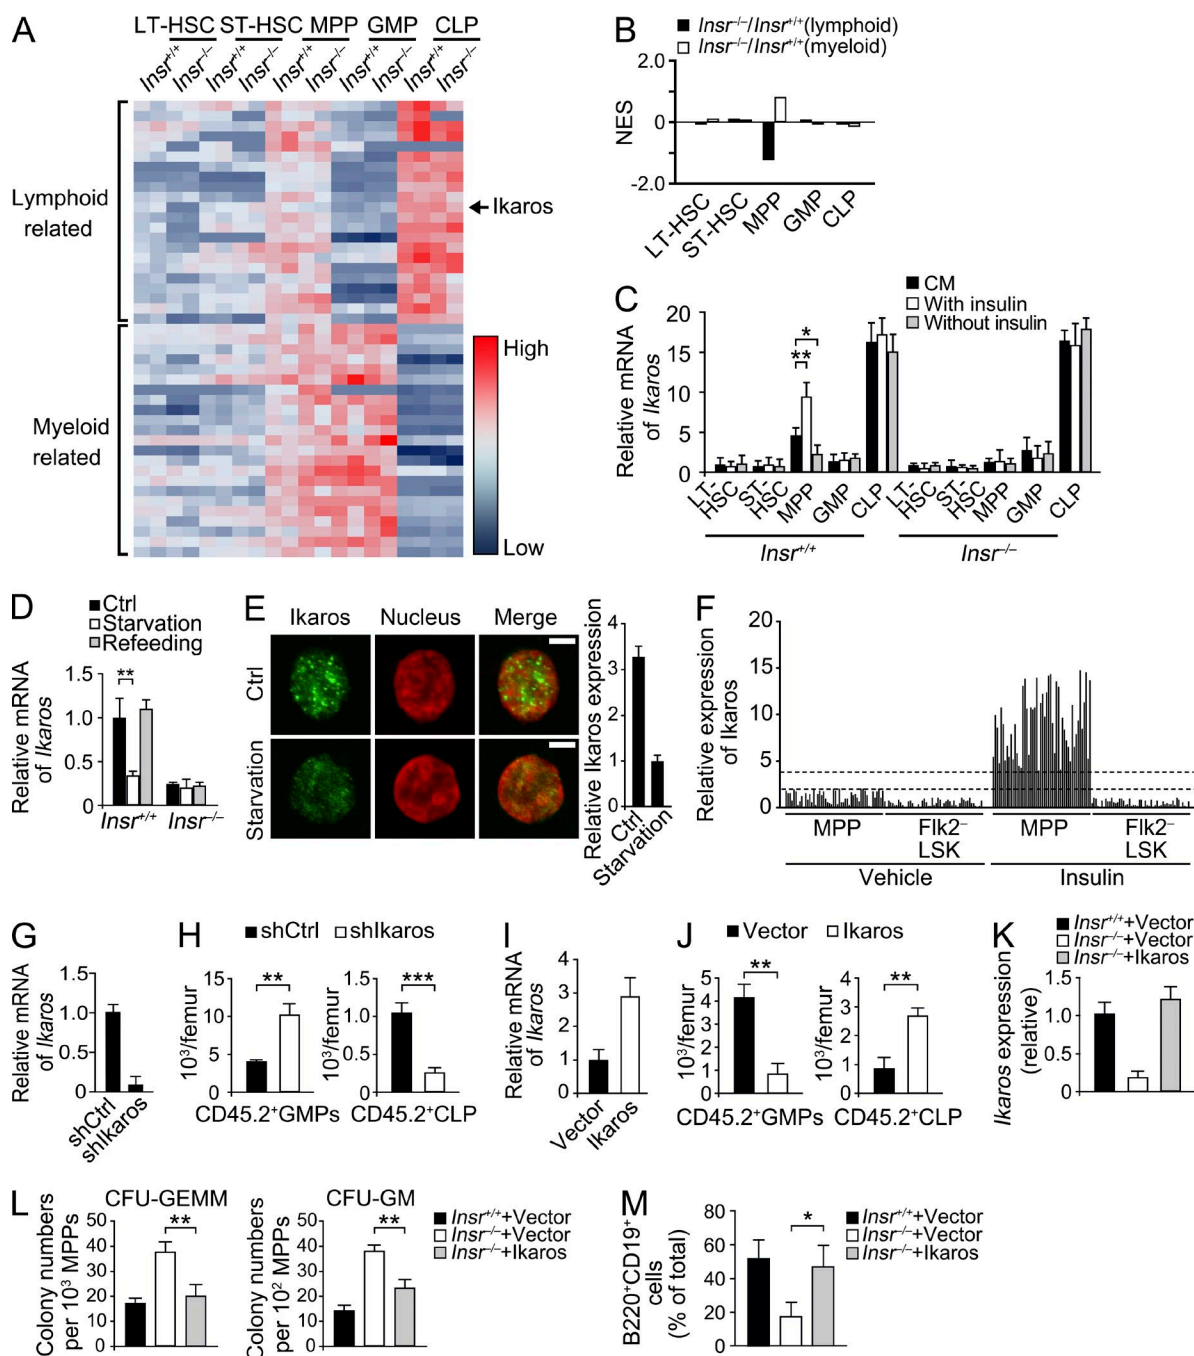 A
LT-HSC ST-HSC MPP GMP CLP
Insr+/+ Insr−/− Insr+/+ Insr−/− Insr+/+ Insr−/− Insr+/+ Insr−/− Insr+/+ Insr−/−
Lymphoid
related
Ikaros
Myeloid
related
High
Low
B
Insr−/−/Insr+/+(lymphoid)
Insr−/−/Insr+/+(myeloid)
NES
2.0
0
-2.0
LT-HSC ST-HSC MPP GMP CLP
C
CM
With insulin
Without insulin
Relative mRNA
of Ikaros
20
15
10
5
0
*
**
LT-
HSC
ST-
HSC
MPP
GMP
CLP
LT-
HSC
ST-
HSC
MPP
GMP
CLP
Insr+/+ Insr−/−
D
Ctrl
Starvation
Refeeding
Relative mRNA
of Ikaros
1.5
1.0
0.5
0
**
Insr+/+ Insr−/−
E
Ikaros Nucleus Merge
Ctrl
Starvation
Relative Ikaros expression
4
3
2
1
0
Ctrl
Starvation
F
Relative expression
of Ikaros
20
15
10
5
0
MPP Flk2− MPP Flk2−
LSK LSK
Vehicle Insulin
G
Relative mRNA
of Ikaros
1.5
1.0
0.5
0
shCtrl
shIkaros
H
shCtrl shIkaros
10³/femur
15
10
5
0
**
CD45.2+GMPs
10³/femur
1.5
1.0
0.5
0
***
CD45.2+CLP
I
Relative mRNA
of Ikaros
4
3
2
1
0
Vector
Ikaros
J
Vector Ikaros
10³/femur
5
4
3
2
1
0
**
CD45.2+GMPs
10³/femur
4
3
2
1
0
**
CD45.2+CLP
K
Insr+/++Vector
Insr−/−+Vector
Insr−/−+Ikaros
Ikaros expression
(relative)
1.5
1.0
0.5
0
L
CFU-GEMM
Colony numbers
per 10³ MPPs
50
40
30
20
10
0
**
CFU-GM
Colony numbers
per 10² MPPs
50
40
30
20
10
0
**
Insr+/++Vector
Insr−/−+Vector
Insr−/−+Ikaros
M
B220+CD19+
cells
(% of total)
80
60
40
20
0
*
Insr+/++Vector
Insr−/−+Vector
Insr−/−+Ikaros